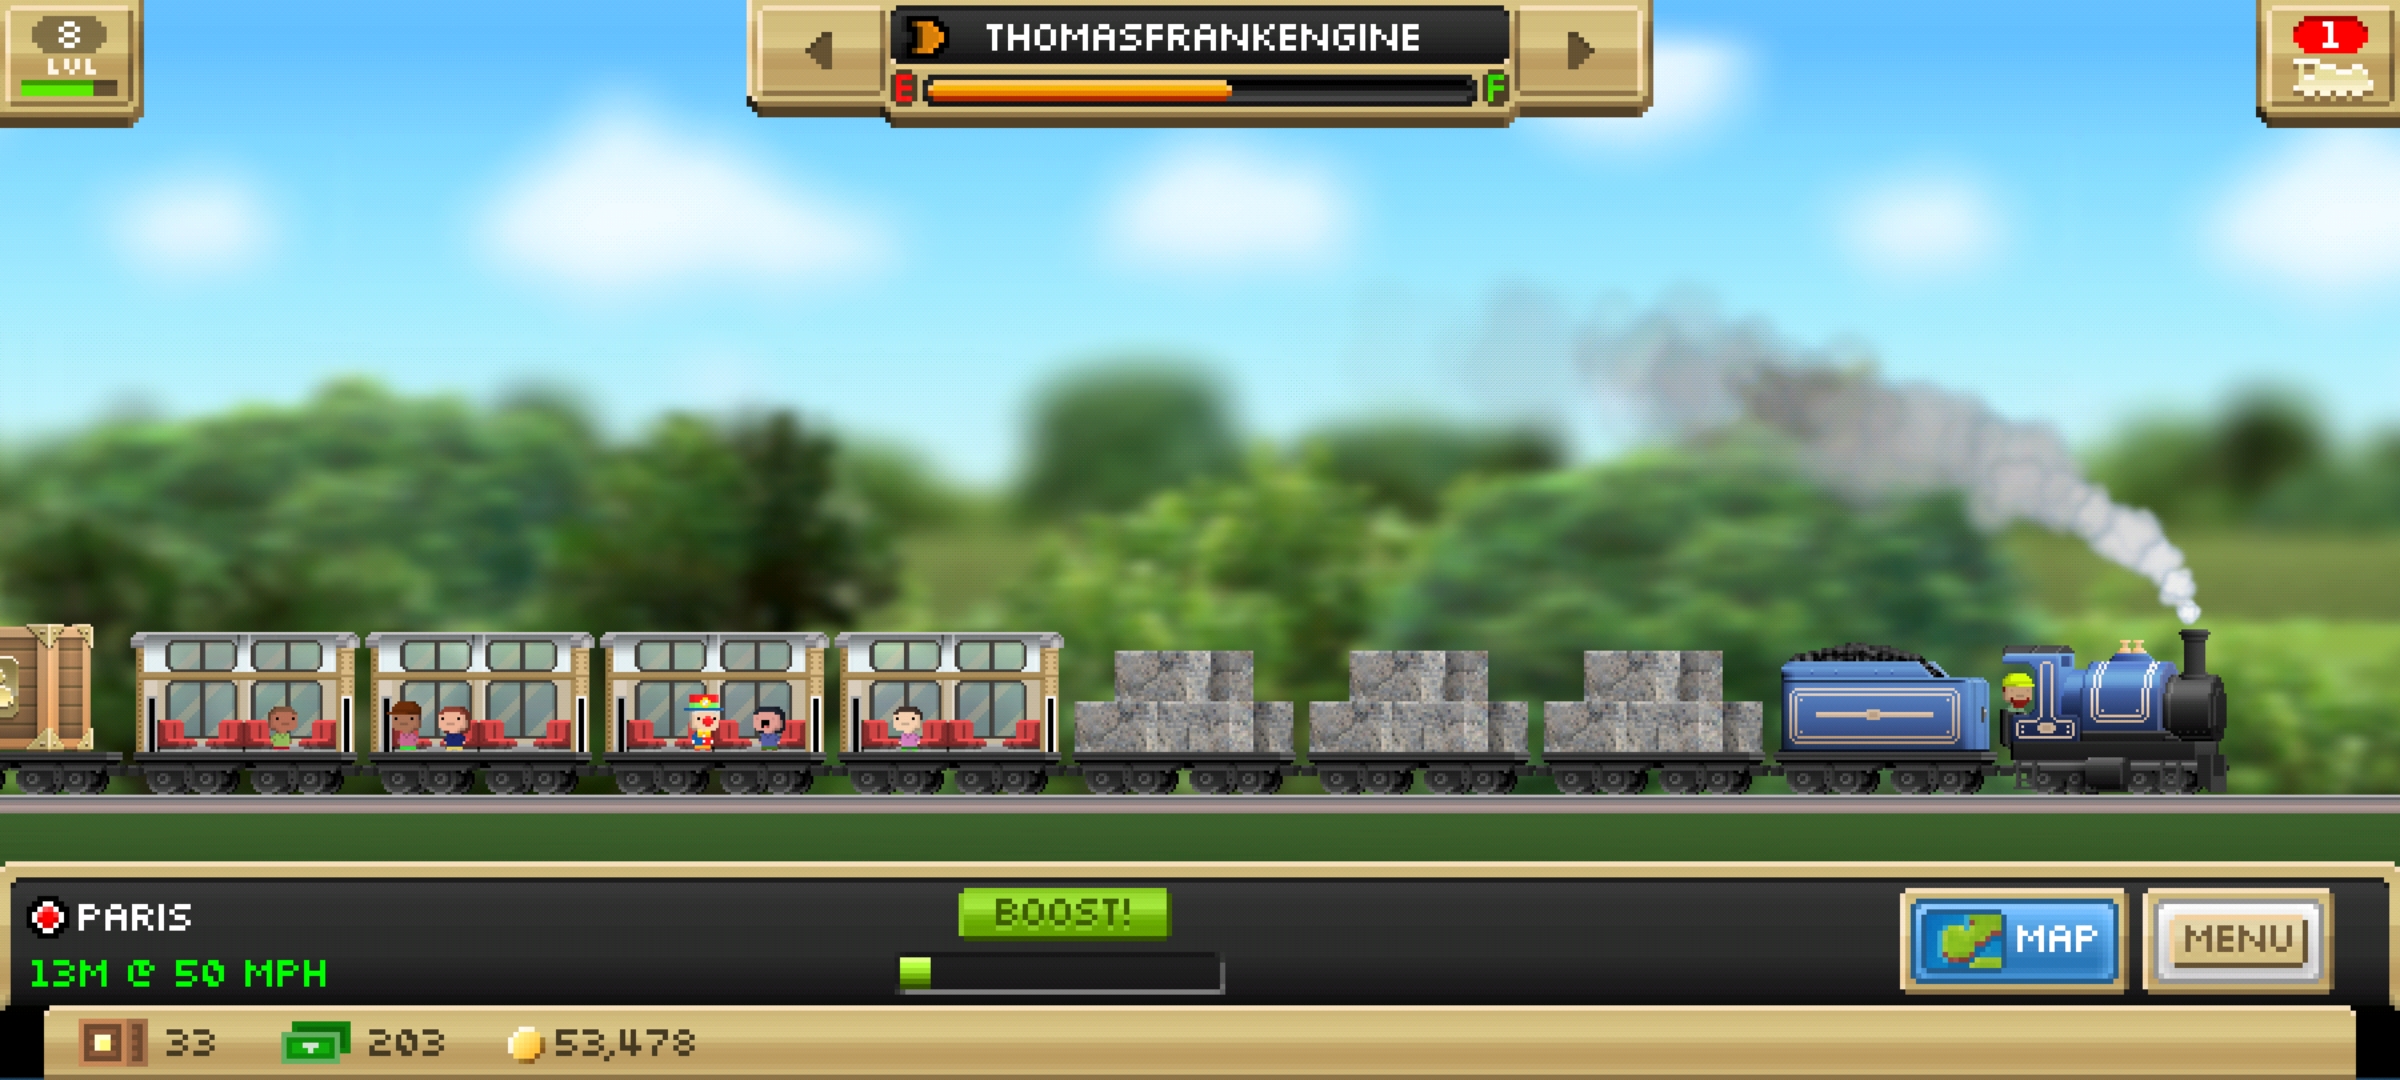 8
LVL
THOMASFRANKENGINE
E F
1
PARIS
13M @ 50 MPH
BOOST!
MAP
MENU
33 203 53,478